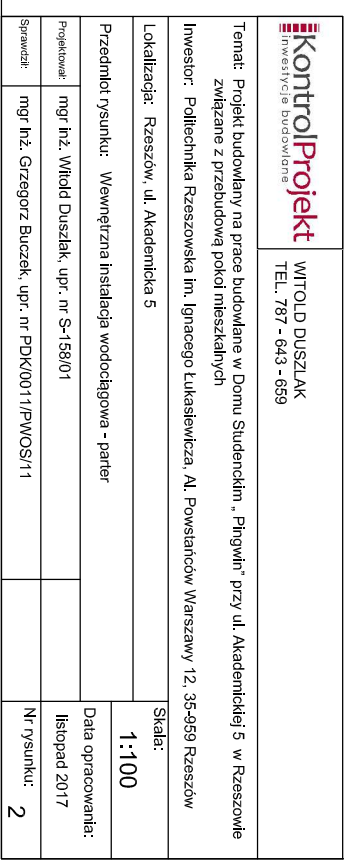 KontrolProjekt
inwestycje budowlane
WITOLD DUSZLAK
TEL. 787 - 643 - 659
Temat: Projekt budowlany na prace budowlane w Domu Studenckim „ Pingwin” przy ul. Akademickiej 5 w Rzeszowie
związane z przebudową pokoi mieszkalnych
Inwestor: Politechnika Rzeszowska im. Ignacego Łukasiewicza, Al. Powstańców Warszawy 12, 35-959 Rzeszów
Lokalizacja: Rzeszów, ul. Akademicka 5
Skala:
1:100
Przedmiot rysunku: Wewnętrzna instalacja wodociągowa - parter
Data opracowania:
listopad 2017
Projektował: mgr inż. Witold Duszlak, upr. nr S-158/01
Sprawdził: mgr inż. Grzegorz Buczek, upr. nr PDK/0011/PWOS/11
Nr rysunku:
2